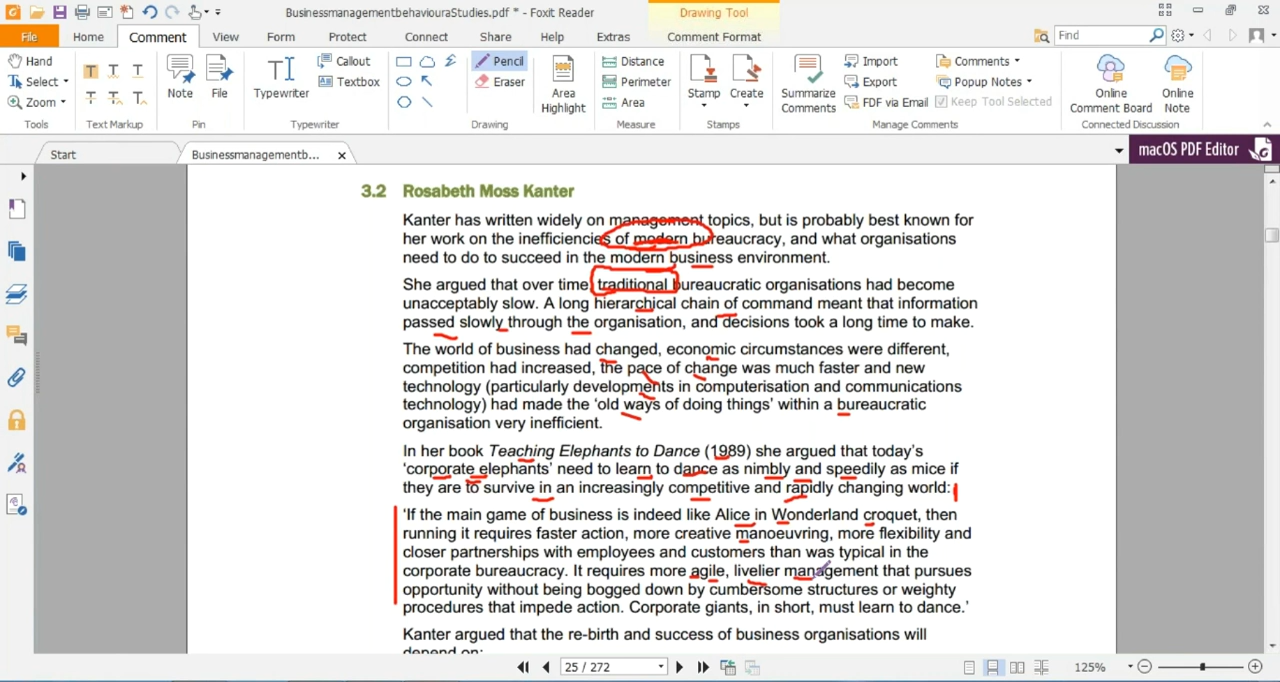 BusinessmanagementbehaviouraStudies.pdf * - Foxit Reader
Drawing Tool
File Home Comment View Form Protect Connect Share Help Extras Comment Format Find
Hand
Select
Zoom
Tools
Text Markup
Note
File
Pin
Typewriter
Callout
Textbox
Typewriter
Pencil
Eraser
Area Highlight
Drawing
Distance
Perimeter
Area
Measure
Stamp
Create
Stamps
Summarize Comments
Import
Export
FDF via Email
Comments
Popup Notes
Keep Tool Selected
Manage Comments
Online Comment Board
Online Note
Connected Discussion
Start
Businessmanagementb...
macOS PDF Editor
3.2 Rosabeth Moss Kanter
Kanter has written widely on management topics, but is probably best known for
her work on the inefficiencies of modern bureaucracy, and what organisations
need to do to succeed in the modern business environment.
She argued that over time traditional bureaucratic organisations had become
unacceptably slow. A long hierarchical chain of command meant that information
passed slowly through the organisation, and decisions took a long time to make.
The world of business had changed, economic circumstances were different,
competition had increased, the pace of change was much faster and new
technology (particularly developments in computerisation and communications
technology) had made the 'old ways of doing things' within a bureaucratic
organisation very inefficient.
In her book Teaching Elephants to Dance (1989) she argued that today's
'corporate elephants' need to learn to dance as nimbly and speedily as mice if
they are to survive in an increasingly competitive and rapidly changing world:
'If the main game of business is indeed like Alice in Wonderland croquet, then
running it requires faster action, more creative manoeuvring, more flexibility and
closer partnerships with employees and customers than was typical in the
corporate bureaucracy. It requires more agile, livelier management that pursues
opportunity without being bogged down by cumbersome structures or weighty
procedures that impede action. Corporate giants, in short, must learn to dance.'
Kanter argued that the re-birth and success of business organisations will
depend on:
25 / 272
125%